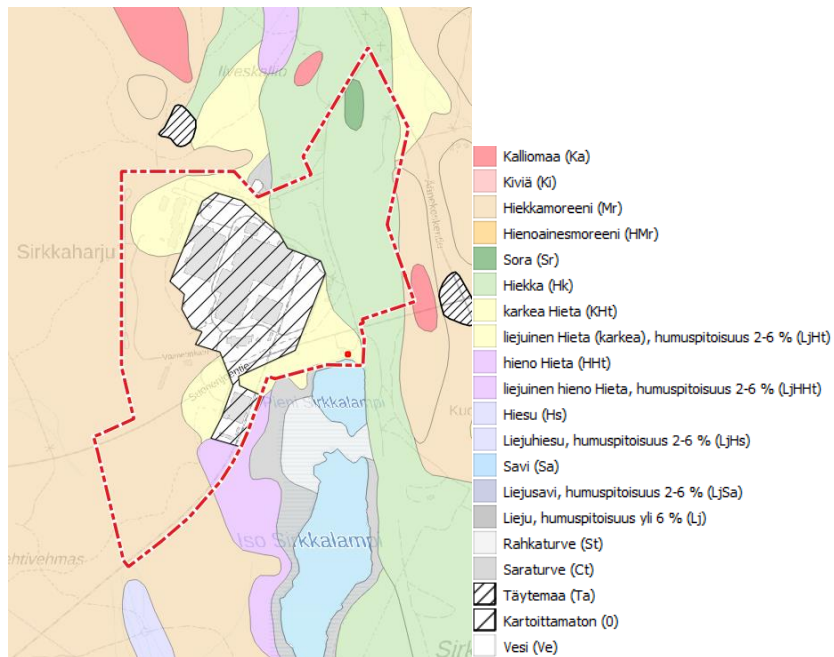 Ilveskallio
Sirkkaharju
Pieni Sirkkalampi
Iso Sirkkalampi
Kalliomaa (Ka)
Kiviä (Ki)
Hiekkamoreeni (Mr)
Hienoainesmoreeni (HMr)
Sora (Sr)
Hiekka (Hk)
karkea Hieta (KHt)
liejuinen Hieta (karkea), humuspitoisuus 2-6 % (LjHt)
hieno Hieta (HHt)
liejuinen hieno Hieta, humuspitoisuus 2-6 % (LjHHt)
Hiesu (Hs)
Liejuhiesu, humuspitoisuus 2-6 % (LjHs)
Savi (Sa)
Liejusavi, humuspitoisuus 2-6 % (LjSa)
Lieju, humuspitoisuus yli 6 % (Lj)
Rahkaturve (St)
Saraturve (Ct)
Täytemaa (Ta)
Kartoittamaton (0)
Vesi (Ve)